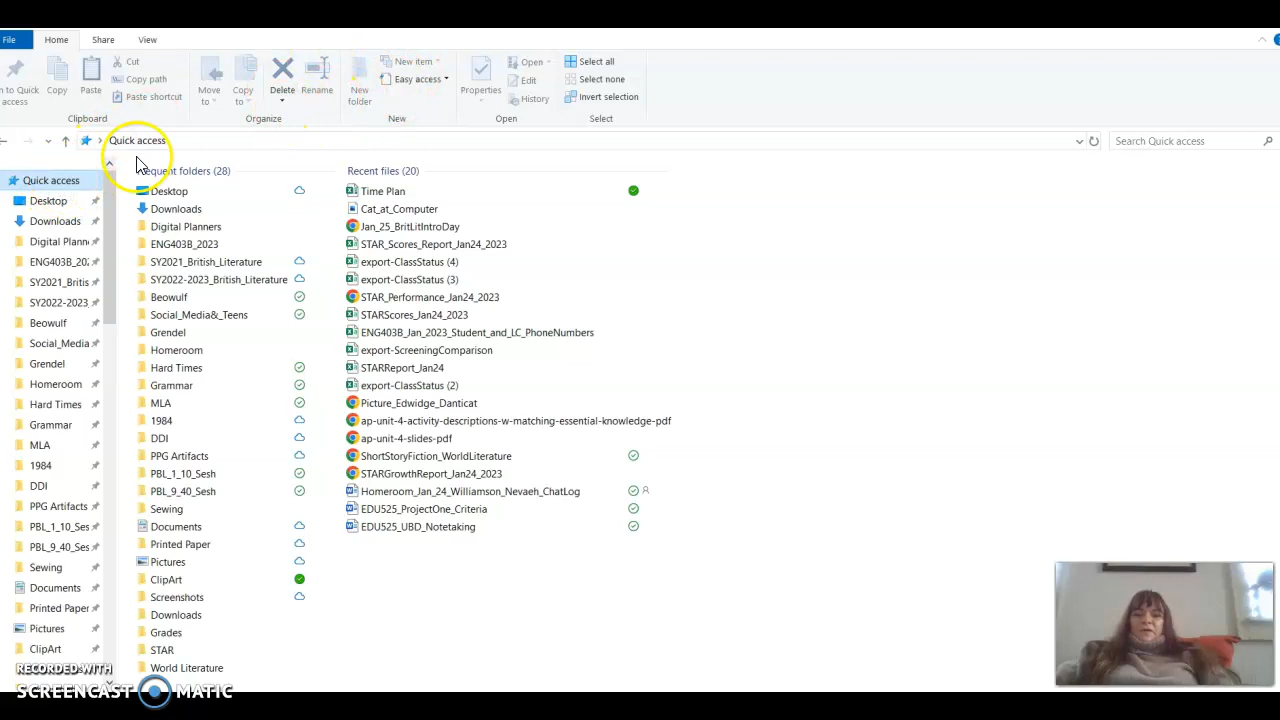 File Home Share View
Cut
Copy path
Paste shortcut
n to Quick access
Copy
Paste
Move to
Copy to
Delete
Rename
New folder
New item
Easy access
Properties
Open
Edit
History
Select all
Select none
Invert selection
Clipboard Organize New Open Select
Quick access
Search Quick access
Quick access
Desktop
Downloads
Digital Plann
ENG403B_202
SY2021_Britis
SY2022-2023_
Beowulf
Social_Media
Grendel
Homeroom
Hard Times
Grammar
MLA
1984
DDI
PPG Artifacts
PBL_1_10_Ses
PBL_9_40_Ses
Sewing
Documents
Printed Paper
Pictures
ClipArt
equent folders (28)
Desktop
Downloads
Digital Planners
ENG403B_2023
SY2021_British_Literature
SY2022-2023_British_Literature
Beowulf
Social_Media&_Teens
Grendel
Homeroom
Hard Times
Grammar
MLA
1984
DDI
PPG Artifacts
PBL_1_10_Sesh
PBL_9_40_Sesh
Sewing
Documents
Printed Paper
Pictures
ClipArt
Screenshots
Downloads
Grades
STAR
World Literature
Recent files (20)
Time Plan
Cat_at_Computer
Jan_25_BritLitIntroDay
STAR_Scores_Report_Jan24_2023
export-ClassStatus (4)
export-ClassStatus (3)
STAR_Performance_Jan24_2023
STARScores_Jan24_2023
ENG403B_Jan_2023_Student_and_LC_PhoneNumbers
export-ScreeningComparison
STARReport_Jan24
export-ClassStatus (2)
Picture_Edwidge_Danticat
ap-unit-4-activity-descriptions-w-matching-essential-knowledge-pdf
ap-unit-4-slides-pdf
ShortStoryFiction_WorldLiterature
STARGrowthReport_Jan24_2023
Homeroom_Jan_24_Williamson_Nevaeh_ChatLog
EDU525_ProjectOne_Criteria
EDU525_UBD_Notetaking
RECORDED WITH
SCREENCAST MATIC